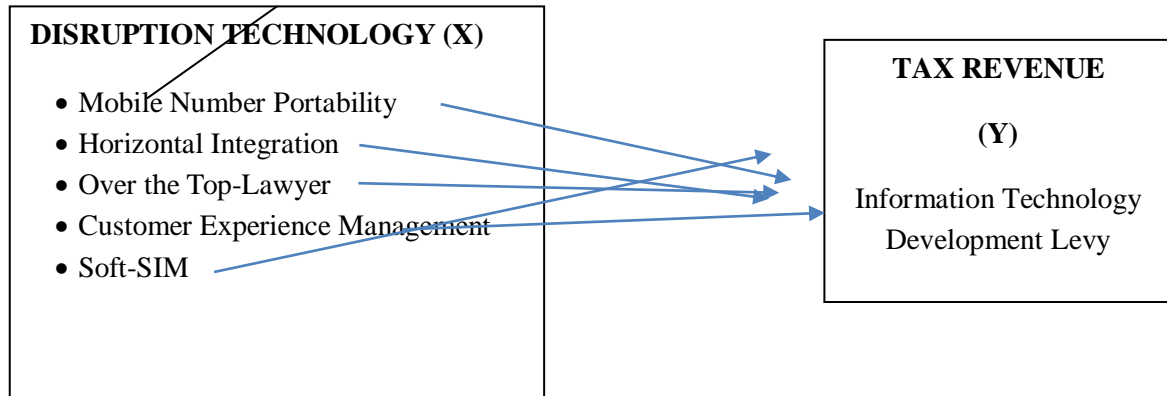 DISRUPTION TECHNOLOGY (X)
• Mobile Number Portability
• Horizontal Integration
• Over the Top-Lawyer
• Customer Experience Management
• Soft-SIM
TAX REVENUE
(Y)
Information Technology
Development Levy